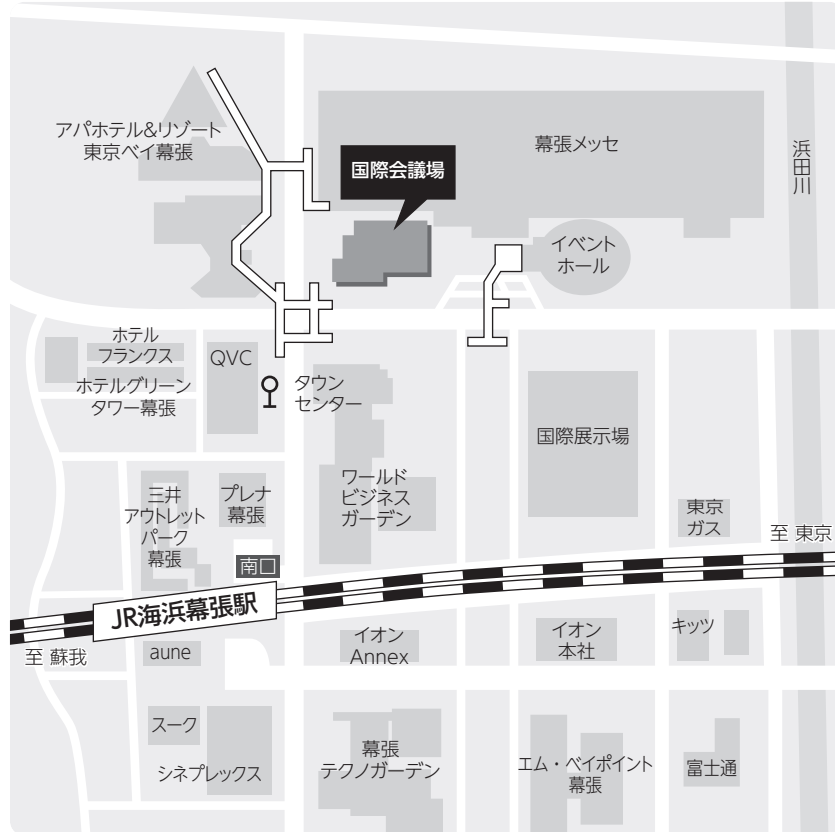 アパホテル&リゾート
東京ベイ幕張
国際会議場
幕張メッセ
浜田川
イベント
ホール
ホテル
フランクス
QVC
ホテルグリーン
タワー幕張
タウン
センター
国際展示場
三井
アウトレット
パーク
幕張
プレナ
幕張
ワールド
ビジネス
ガーデン
東京
ガス
至 東京
南口
JR海浜幕張駅
至 蘇我
aune
イオン
Annex
イオン
本社
キッツ
スーク
シネプレックス
幕張
テクノガーデン
エム・ベイポイント
幕張
富士通